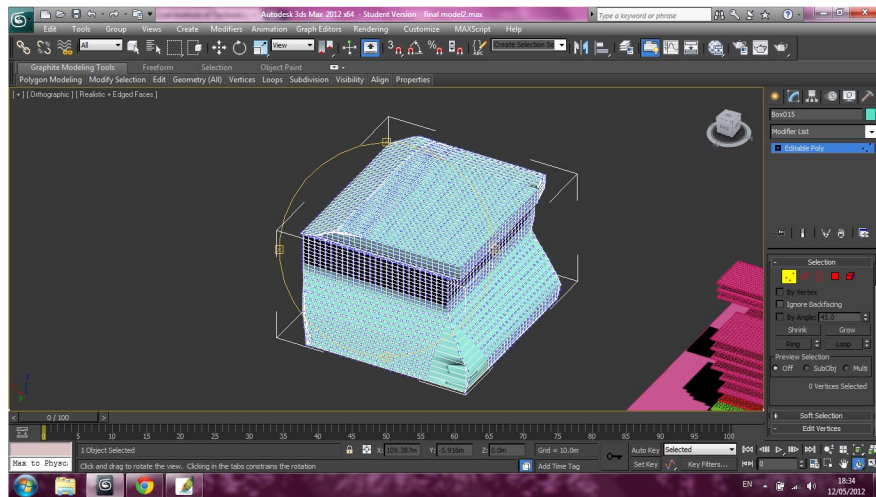 Autodesk 3ds Max 2012 x64 - Student Version final model2.max
Type a keyword or phrase
Edit Tools Group Views Create Modifiers Animation Graph Editors Rendering Customize MAXScript Help
All View 3 Create Selection Se
Graphite Modeling Tools Freeform Selection Object Paint
Polygon Modeling Modify Selection Edit Geometry (All) Vertices Loops Subdivision Visibility Align Properties
[ + ] [ Orthographic ] [ Realistic + Edged Faces ]
Box015
Modifier List
Editable Poly
Selection
By Vertex
Ignore Backfacing
By Angle: 45.0
Shrink Grow
Ring Loop
Preview Selection
Off SubObj Multi
0 Vertices Selected
Soft Selection
Edit Vertices
0 / 100
5 10 15 20 25 30 35 40 45 50 55 60 65 70 75 80 85 90 95 100
1 Object Selected X: 109.387m Y: -5.916m Z: 0.0m Grid = 10.0m Auto Key Selected
Max to Physc Click and drag to rotate the view. Clicking in the tabs constrains the rotation Add Time Tag Set Key Key Filters... 0
EN 18:34
12/05/2012